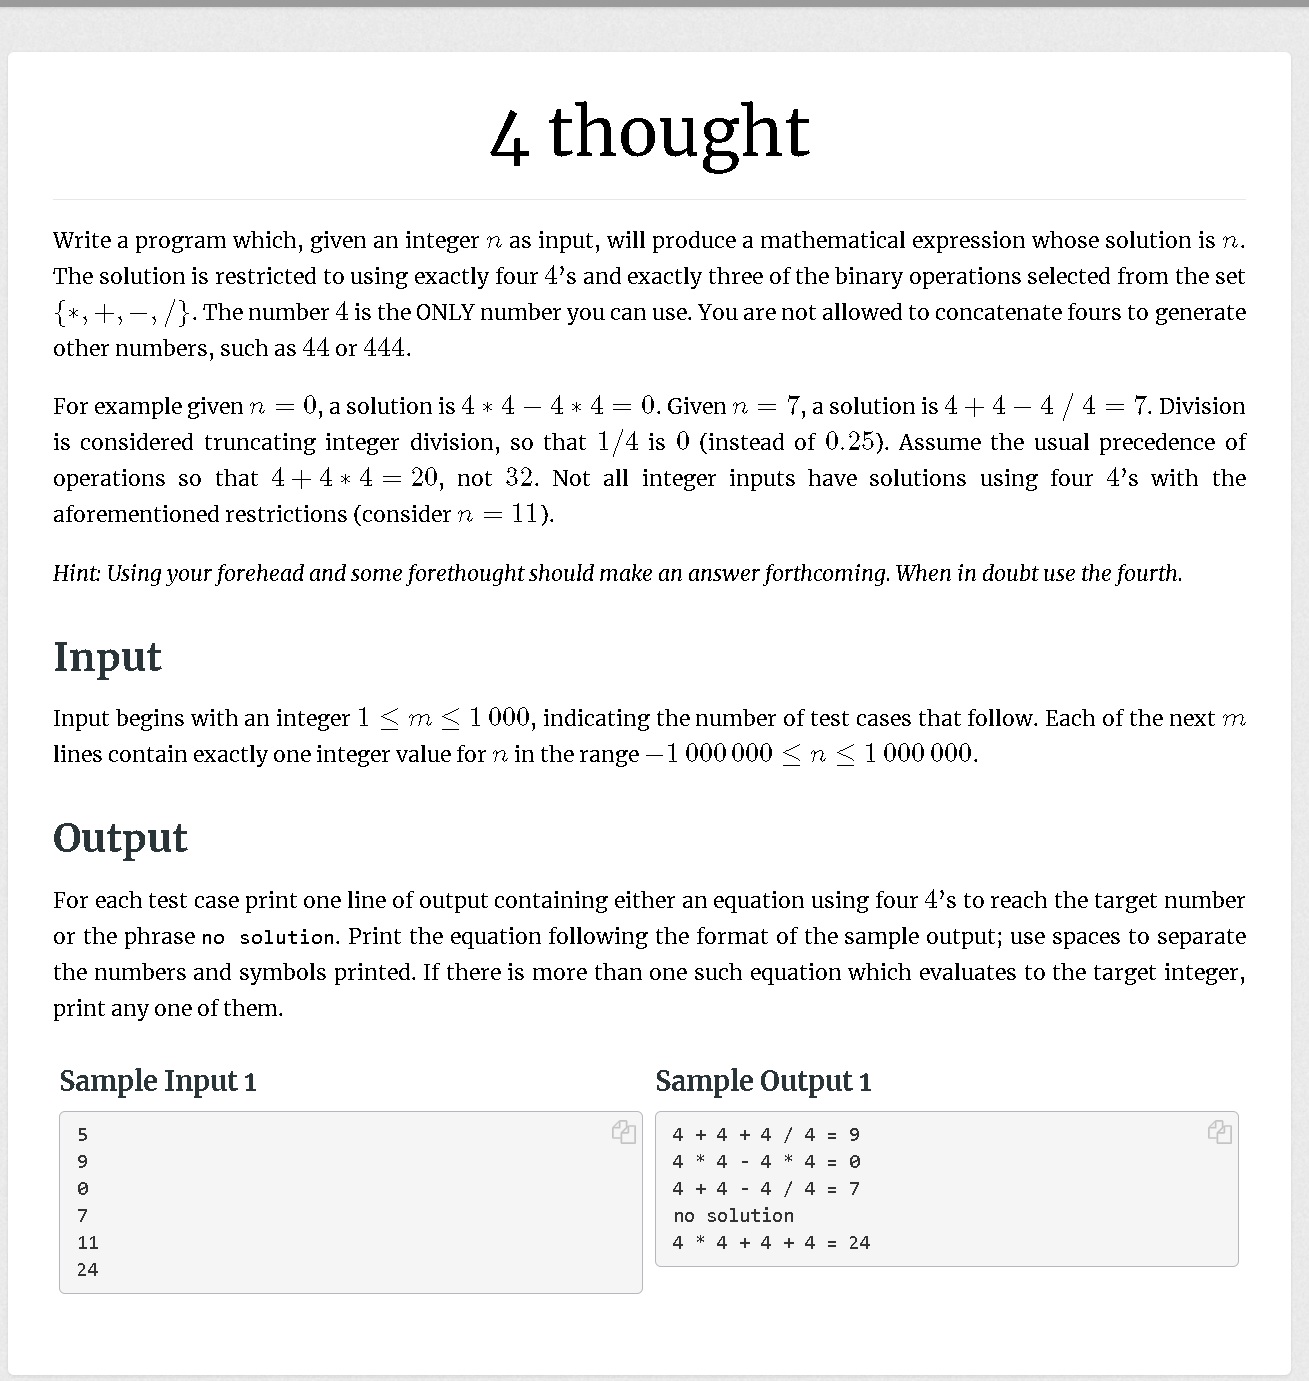 4 thought
Write a program which, given an integer n as input, will produce a mathematical expression whose solution is n.
The solution is restricted to using exactly four 4’s and exactly three of the binary operations selected from the set
{∗, +, −, /}. The number 4 is the ONLY number you can use. You are not allowed to concatenate fours to generate
other numbers, such as 44 or 444.
For example given n = 0, a solution is 4 ∗ 4 − 4 ∗ 4 = 0. Given n = 7, a solution is 4 + 4 − 4 / 4 = 7. Division
is considered truncating integer division, so that 1/4 is 0 (instead of 0.25). Assume the usual precedence of
operations so that 4 + 4 ∗ 4 = 20, not 32. Not all integer inputs have solutions using four 4’s with the
aforementioned restrictions (consider n = 11).
Hint: Using your forehead and some forethought should make an answer forthcoming. When in doubt use the fourth.
Input
Input begins with an integer 1 ≤ m ≤ 1 000, indicating the number of test cases that follow. Each of the next m
lines contain exactly one integer value for n in the range −1 000 000 ≤ n ≤ 1 000 000.
Output
For each test case print one line of output containing either an equation using four 4’s to reach the target number
or the phrase no solution. Print the equation following the format of the sample output; use spaces to separate
the numbers and symbols printed. If there is more than one such equation which evaluates to the target integer,
print any one of them.
Sample Input 1
5
9
0
7
11
24
Sample Output 1
4 + 4 + 4 / 4 = 9
4 * 4 - 4 * 4 = 0
4 + 4 - 4 / 4 = 7
no solution
4 * 4 + 4 + 4 = 24